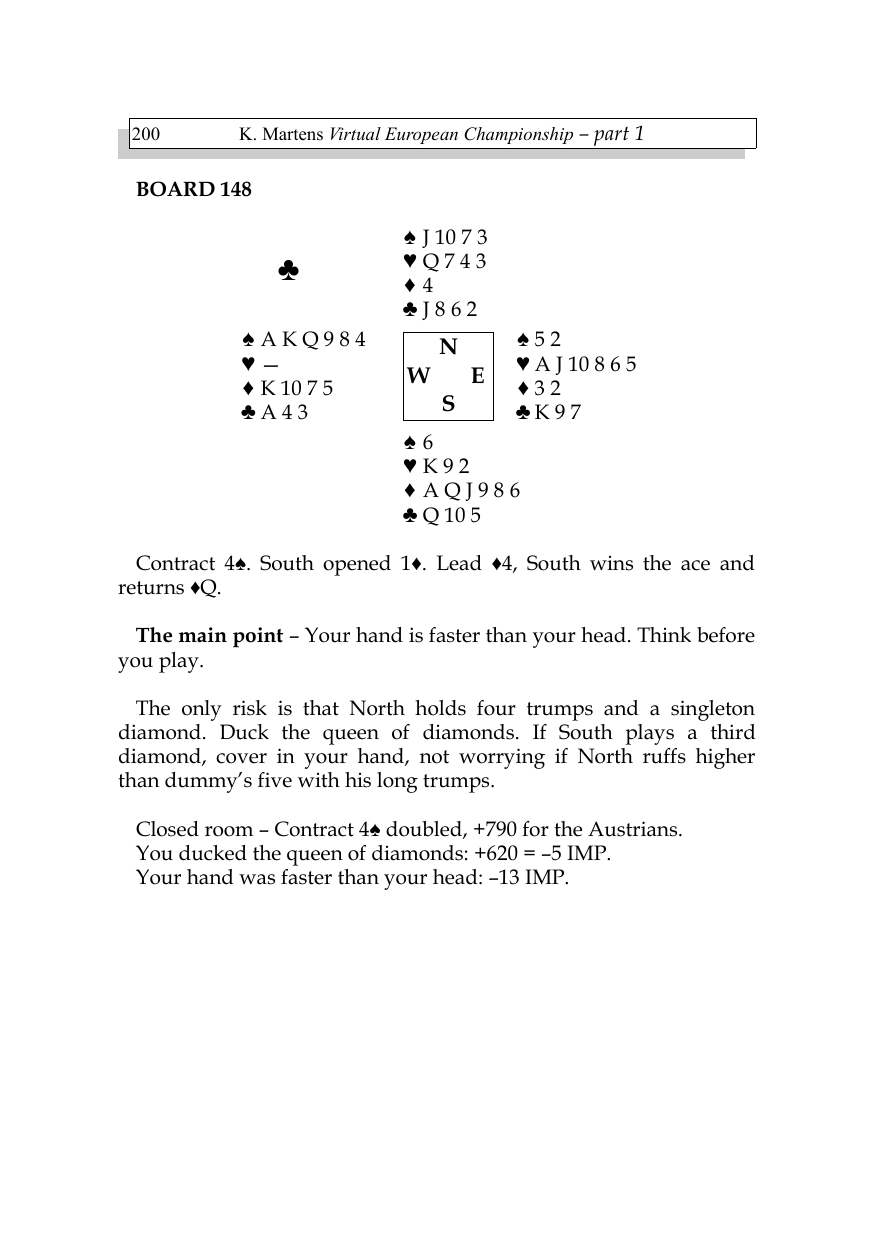 200 K. Martens Virtual European Championship – part 1
BOARD 148
♠ J 10 7 3
♥ Q 7 4 3
♦ 4
♣ J 8 6 2
♣
♠ A K Q 9 8 4
♥ —
♦ K 10 7 5
♣ A 4 3
N
W E
S
♠ 5 2
♥ A J 10 8 6 5
♦ 3 2
♣ K 9 7
♠ 6
♥ K 9 2
♦ A Q J 9 8 6
♣ Q 10 5
Contract 4♠. South opened 1♦. Lead ♦4, South wins the ace and
returns ♦Q.
The main point – Your hand is faster than your head. Think before
you play.
The only risk is that North holds four trumps and a singleton
diamond. Duck the queen of diamonds. If South plays a third
diamond, cover in your hand, not worrying if North ruffs higher
than dummy’s five with his long trumps.
Closed room – Contract 4♠ doubled, +790 for the Austrians.
You ducked the queen of diamonds: +620 = –5 IMP.
Your hand was faster than your head: –13 IMP.